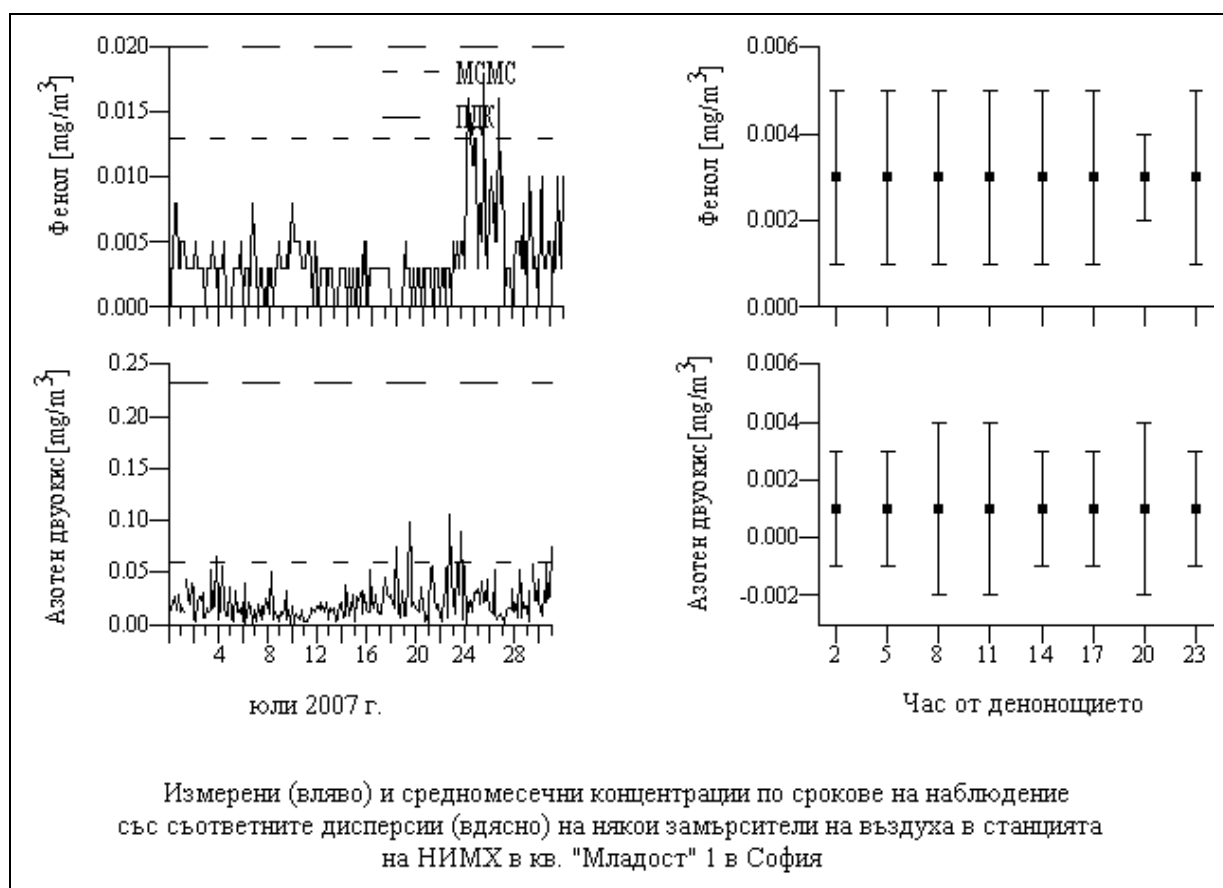 Фенол [mg/m³]
0.020
0.015
0.010
0.005
0.000
МСМС
Фенол [mg/m³]
0.006
0.004
0.002
0.000
Азотен двуокис [mg/m³]
0.25
0.20
0.15
0.10
0.05
0.00
4 8 12 16 20 24 28
юли 2007 г.
Азотен двуокис [mg/m³]
0.006
0.004
0.002
0.000
-0.002
2 5 8 11 14 17 20 23
Час от денонощието
Измерени (вляво) и средномесечни концентрации по срокове на наблюдение
със съответните дисперсии (вдясно) на някои замърсители на въздуха в станцията
на НИМХ в кв. "Младост" 1 в София